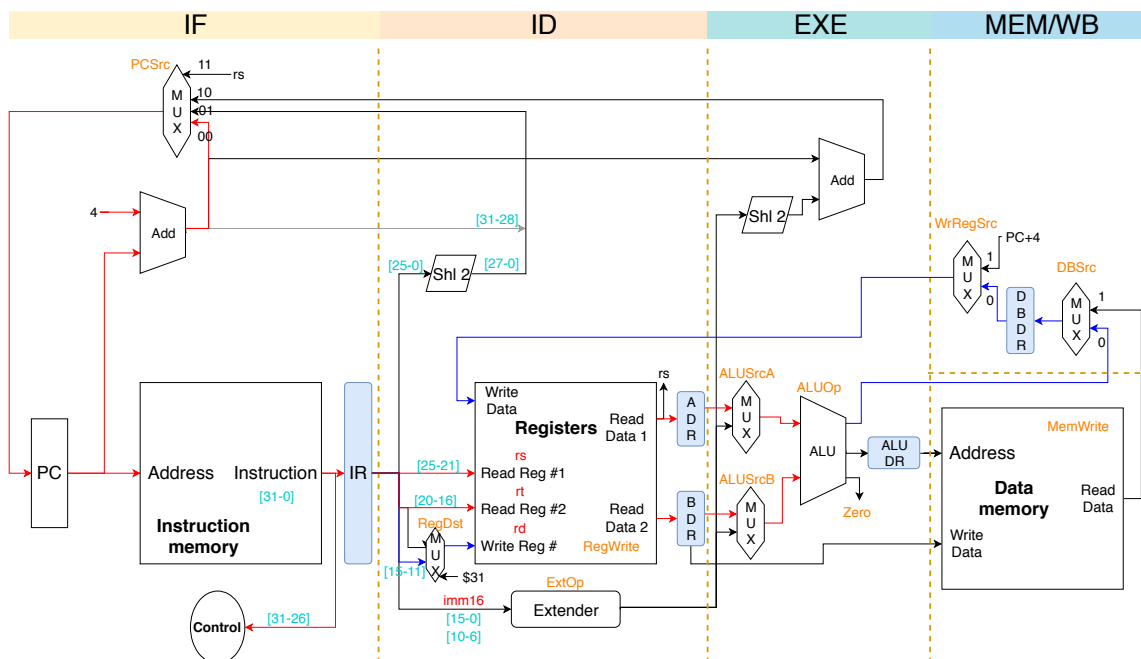 IF
ID
EXE
MEM/WB
PCSrc
11
rs
M
U
X
10
01
00
4
Add
[31-28]
[25-0]
Shl 2
[27-0]
Add
Shl 2
WrRegSrc
PC+4
M
U
X
1
0
D
B
D
R
DBSrc
M
U
X
1
0
PC
Address
Instruction
[31-0]
Instruction
memory
IR
Control
[31-26]
[25-21]
[20-16]
RegDst
M
U
X
[15-11]
$31
Write
Data
Registers
Read
Data 1
rs
Read Reg #1
rt
Read Reg #2
rd
Write Reg #
Read
Data 2
RegWrite
imm16
[15-0]
[10-6]
ExtOp
Extender
rs
A
D
R
B
D
R
ALUSrcA
M
U
X
ALUSrcB
M
U
X
ALUOp
ALU
Zero
ALU
DR
MemWrite
Address
Data
memory
Read
Data
Write
Data